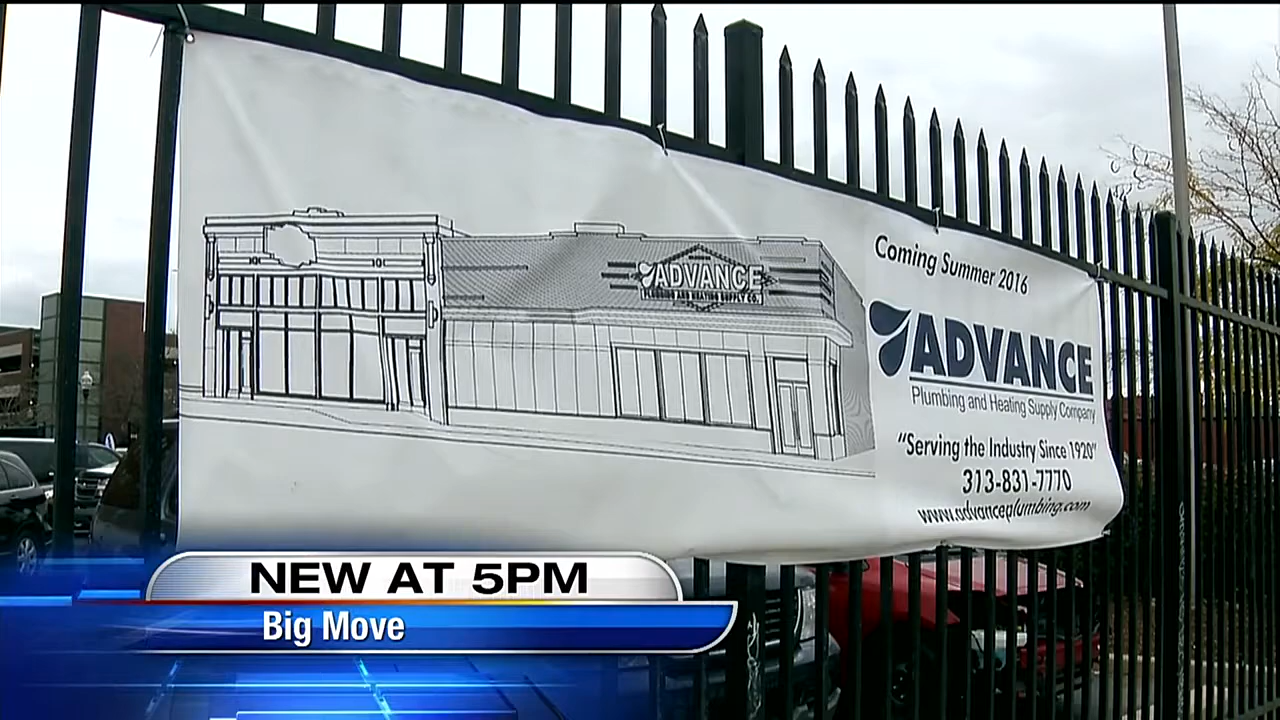 ADVANCE
PLUMBING AND HEATING SUPPLY CO.
Coming Summer 2016
ADVANCE
Plumbing and Heating Supply Company
"Serving the Industry Since 1920"
313-831-7770
www.advanceplumbing.com
NEW AT 5PM
Big Move